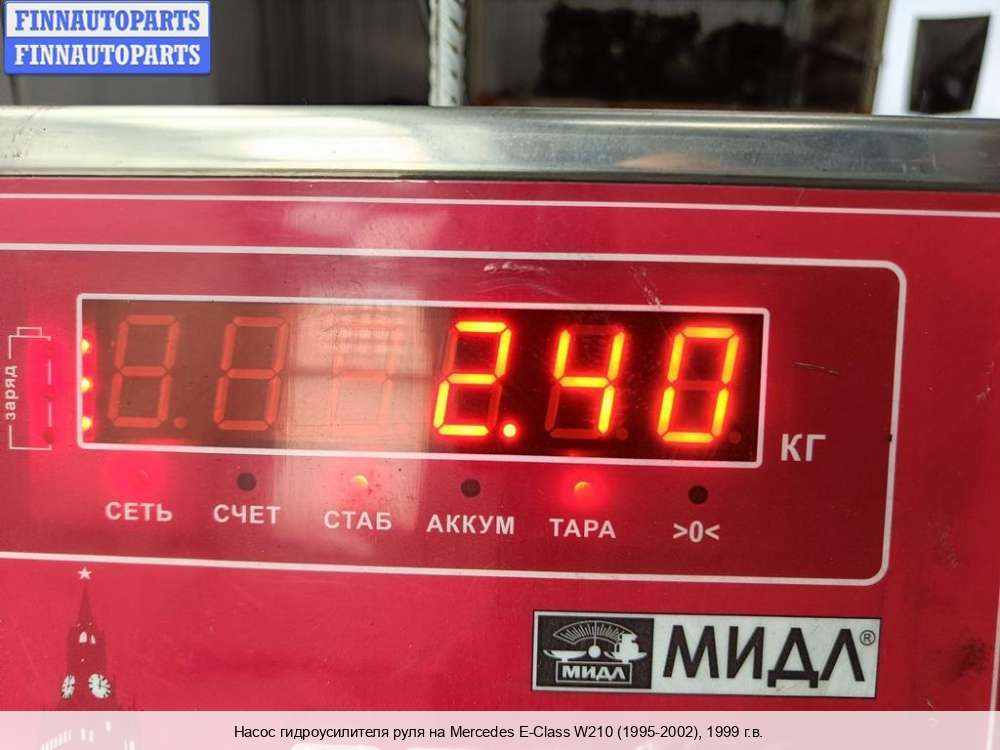 FINNAUTOPARTS
FINNAUTOPARTS
заряд
2.40
КГ
СЕТЬ СЧЕТ СТАБ АККУМ ТАРА >0<
МИДЛ
МИДЛ®
Насос гидроусилителя руля на Mercedes E-Class W210 (1995-2002), 1999 г.в.